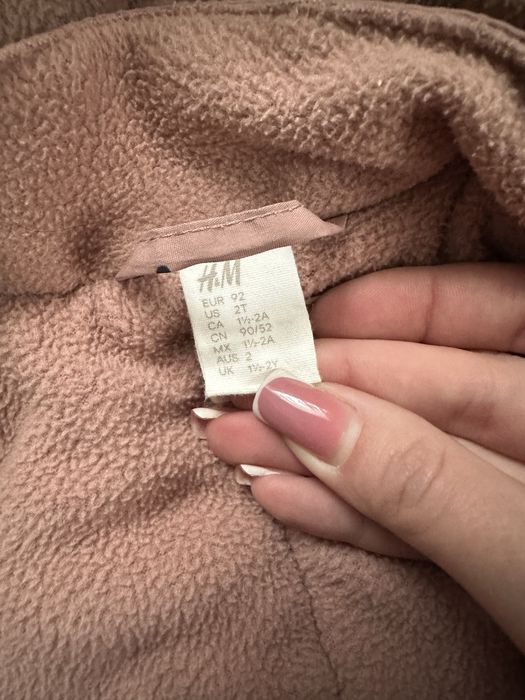 H&M
EUR 92
US 2T
CA 1½-2A
CN 90/52
MX 1½-2A
AUS 2
UK 1½-2Y